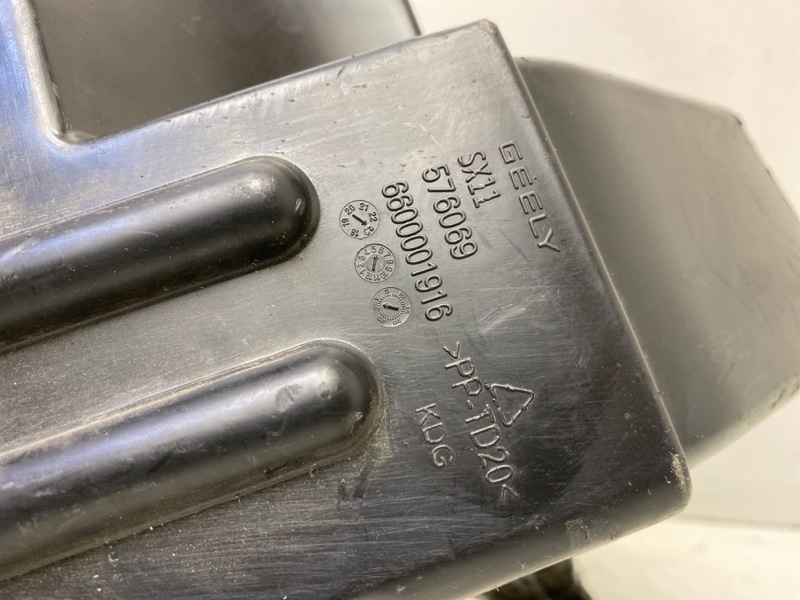 GEELY
SX11
576069
6600001916
>PP-TD20<
KDG